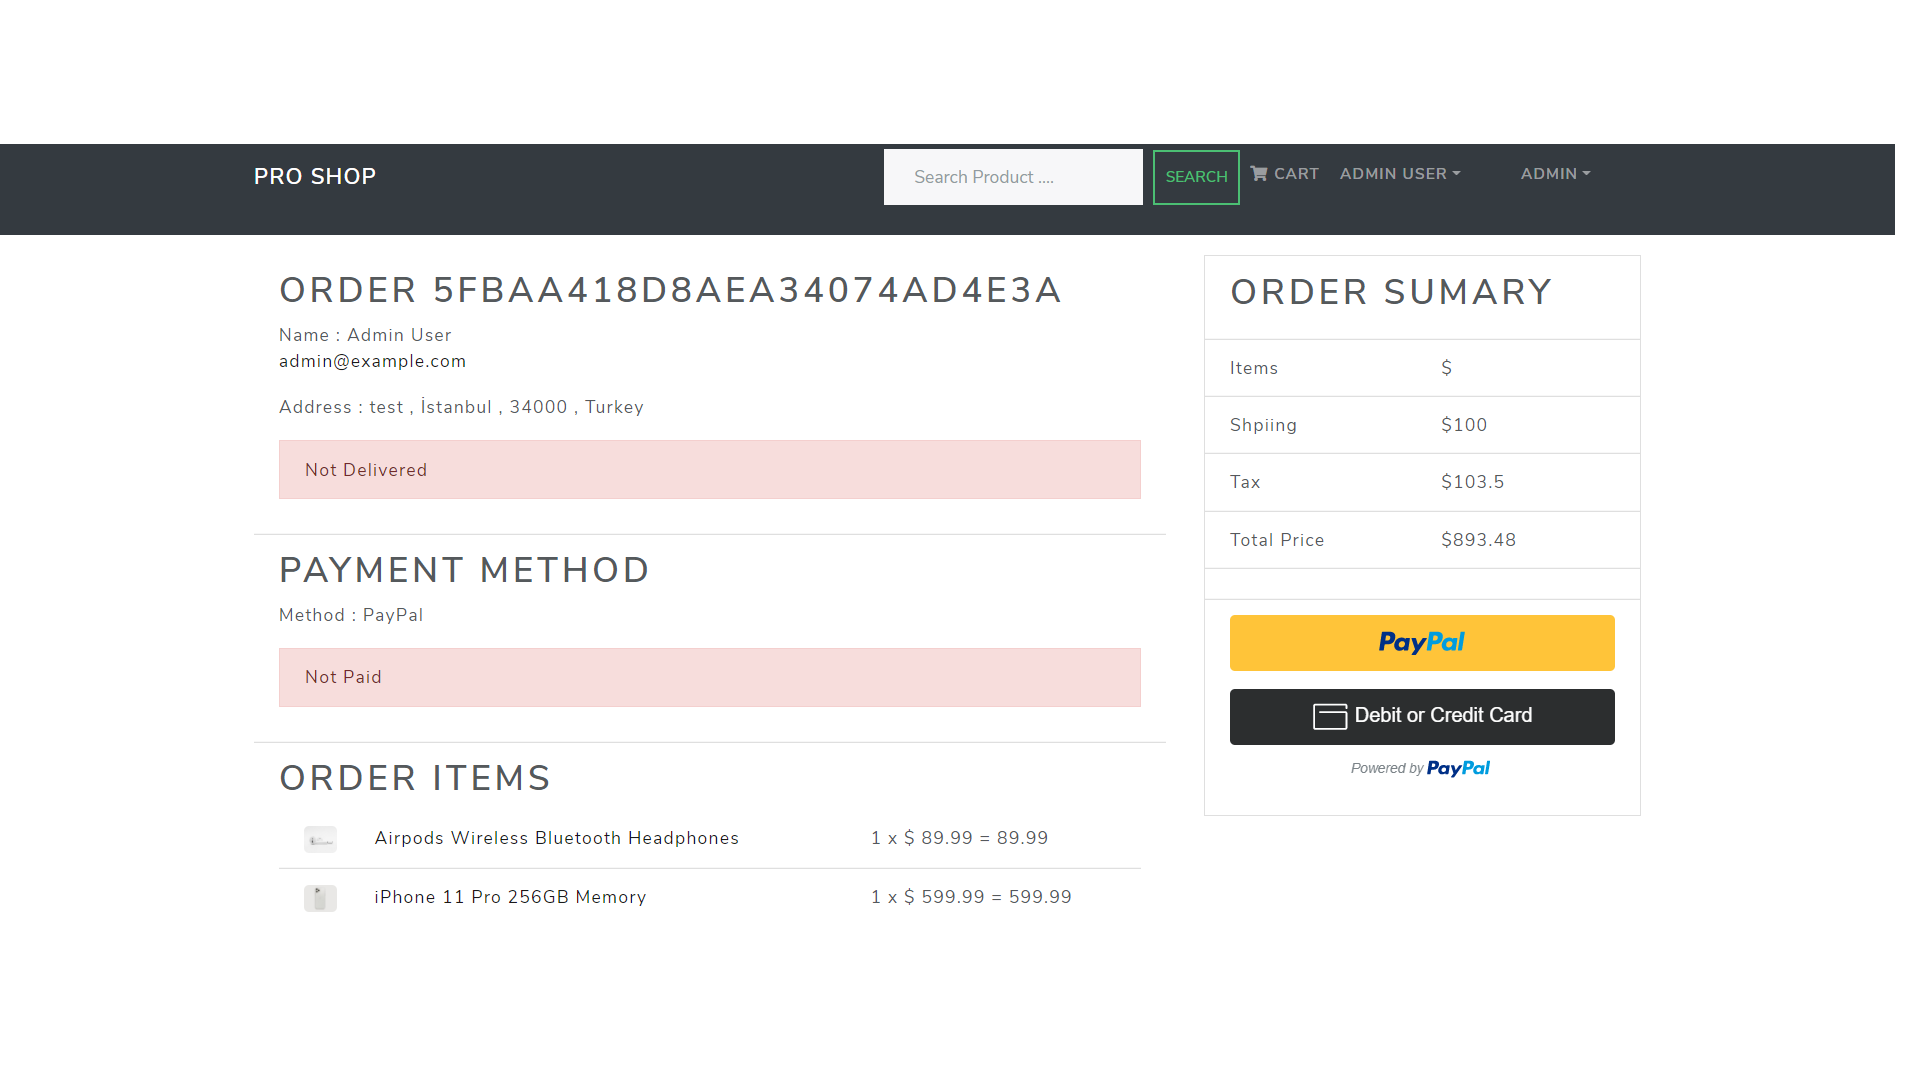 PRO SHOP
Search Product ....
SEARCH
CART
ADMIN USER
ADMIN
ORDER 5FBAA418D8AEA34074AD4E3A
Name : Admin User
admin@example.com
Address : test , İstanbul , 34000 , Turkey
Not Delivered
PAYMENT METHOD
Method : PayPal
Not Paid
ORDER ITEMS
Airpods Wireless Bluetooth Headphones 1 x $ 89.99 = 89.99
iPhone 11 Pro 256GB Memory 1 x $ 599.99 = 599.99
ORDER SUMARY
Items $
Shpiing $100
Tax $103.5
Total Price $893.48
PayPal
Debit or Credit Card
Powered by PayPal